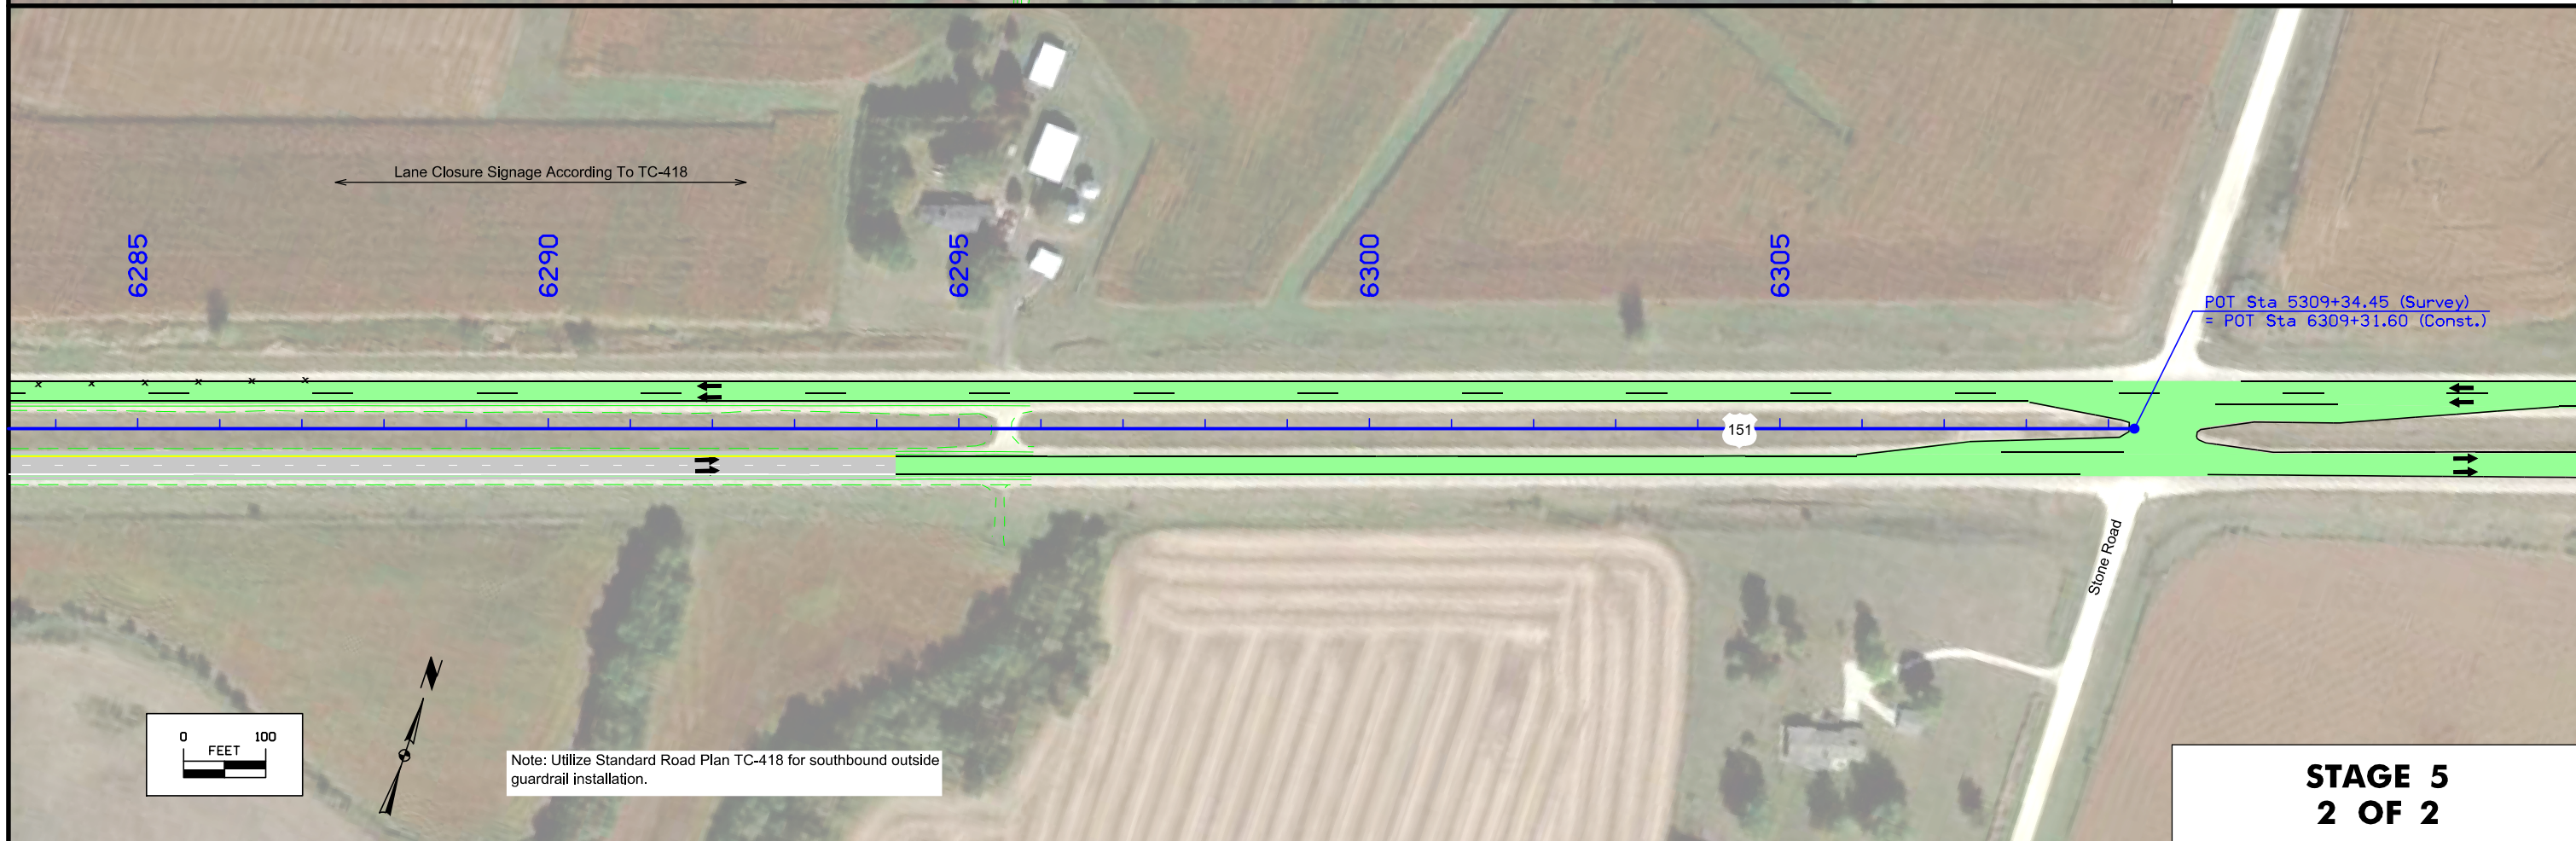 Lane Closure Signage According To TC-418
6285
6290
6295
6300
6305
POT Sta 5309+34.45 (Survey)
= POT Sta 6309+31.60 (Const.)
151
Stone Road
N
0 100
FEET
Note: Utilize Standard Road Plan TC-418 for southbound outside
guardrail installation.
STAGE 5
2 OF 2